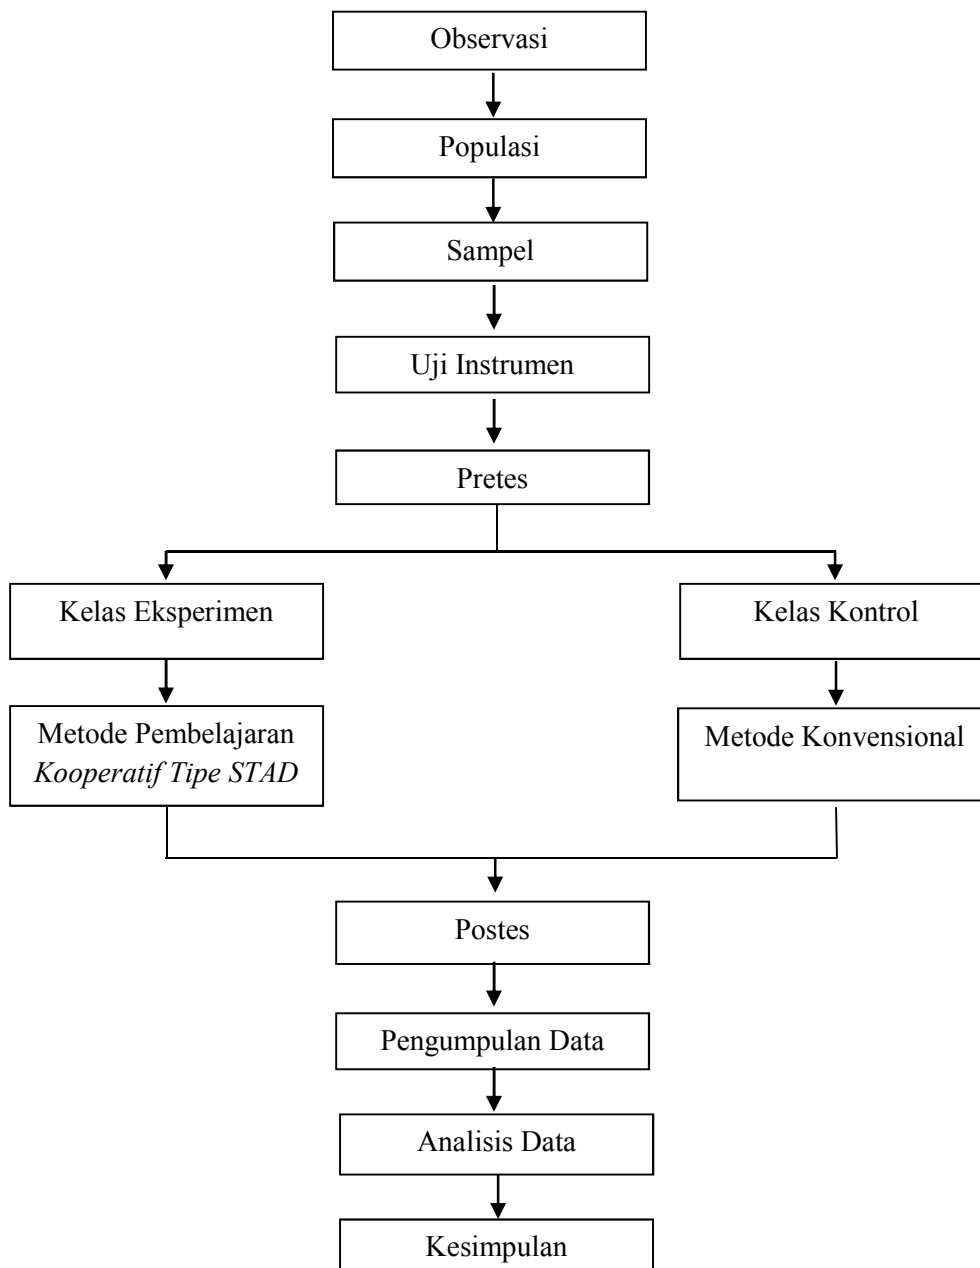 Observasi
Populasi
Sampel
Uji Instrumen
Pretes
Kelas Eksperimen
Kelas Kontrol
Metode Pembelajaran
Kooperatif Tipe STAD
Metode Konvensional
Postes
Pengumpulan Data
Analisis Data
Kesimpulan